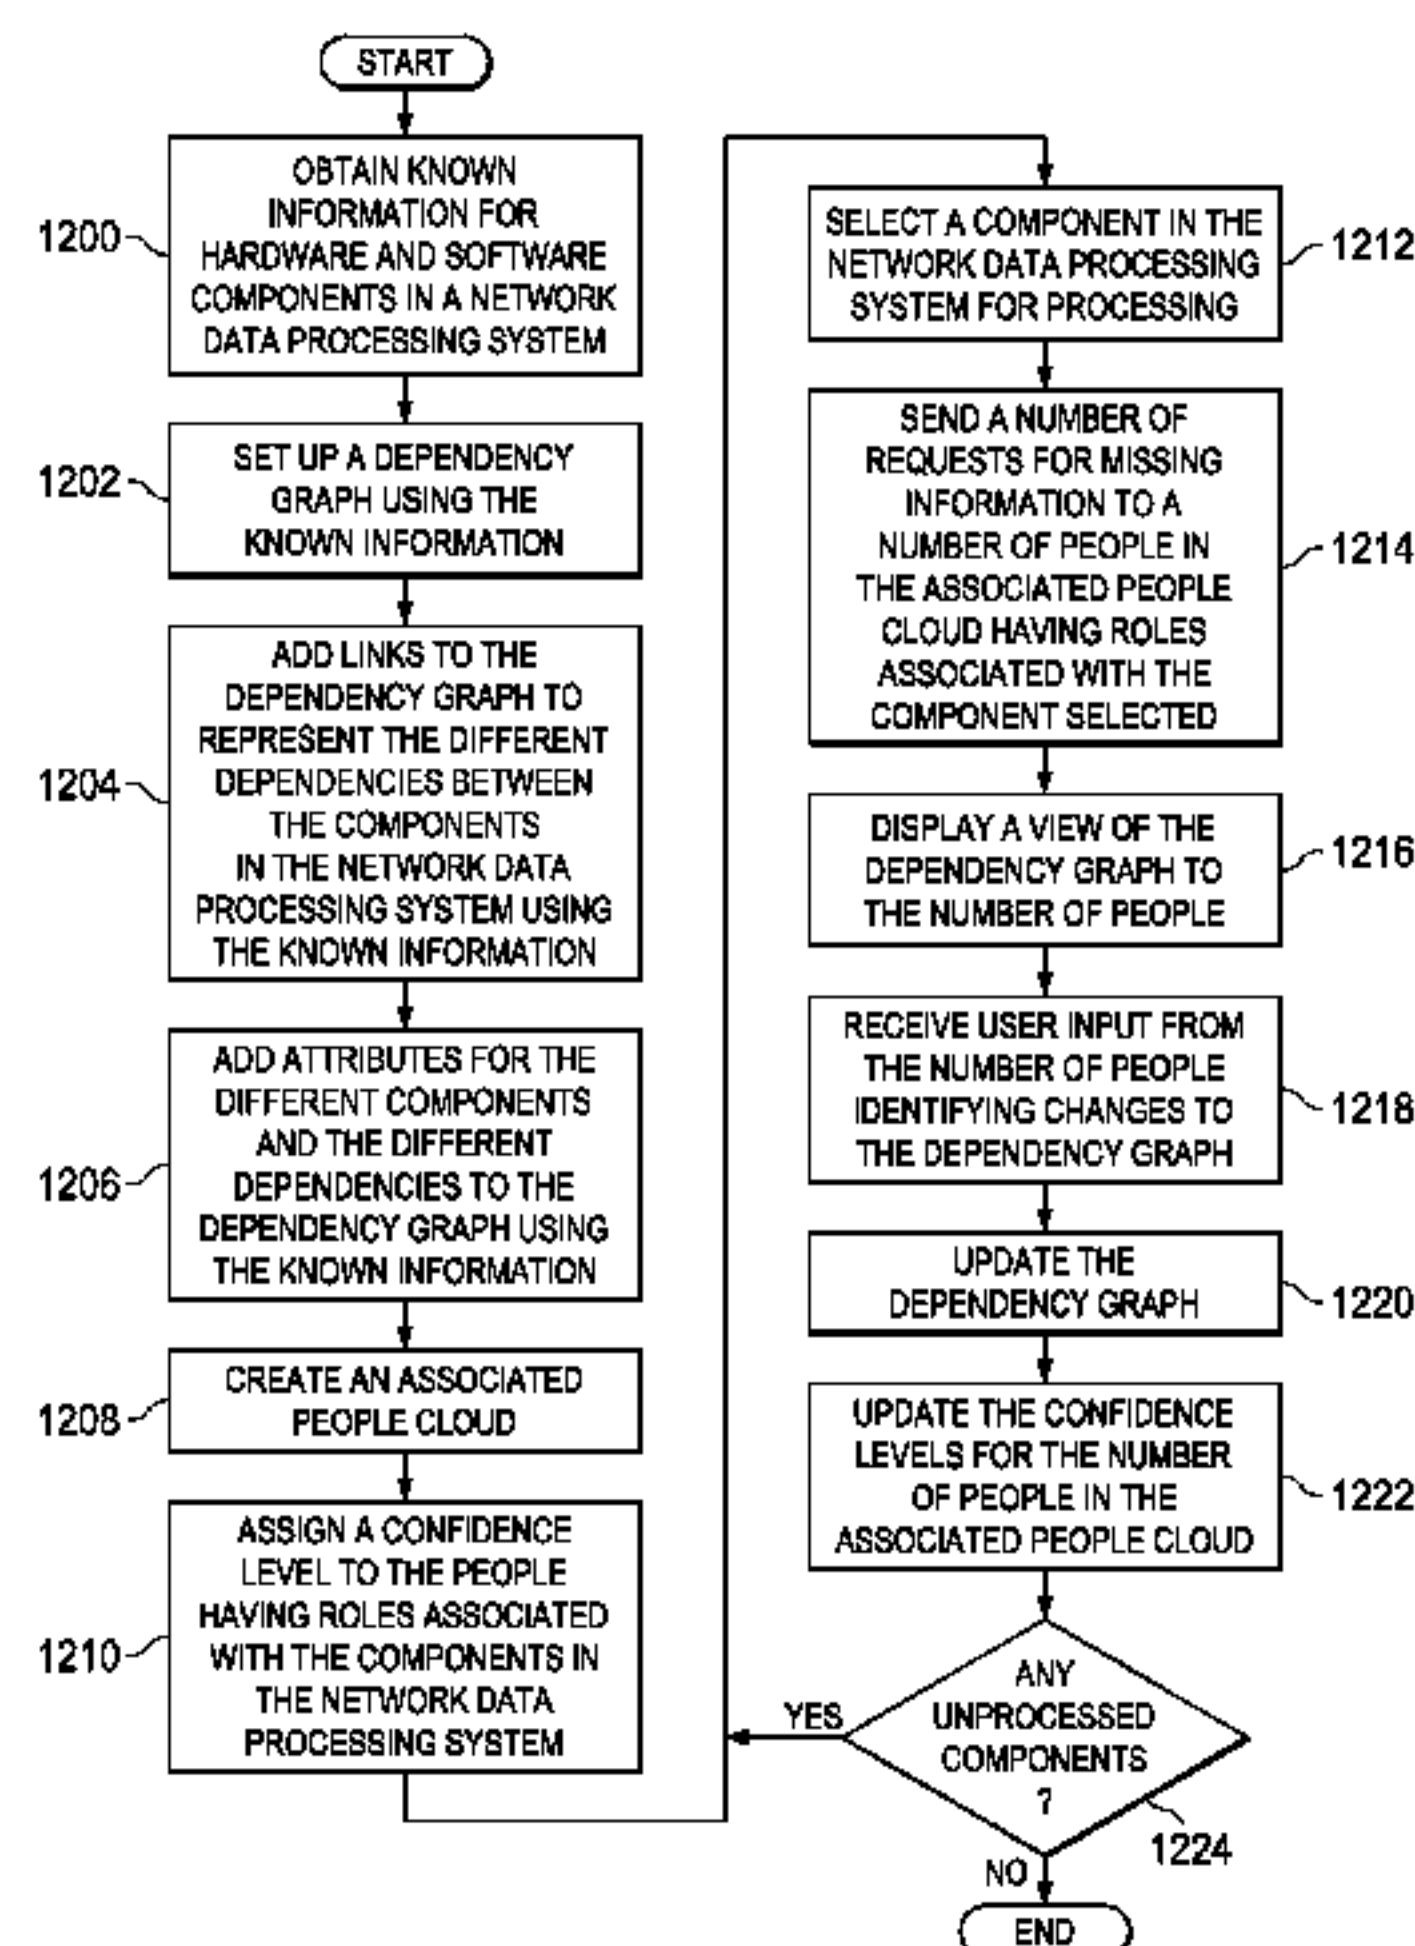 START
1200
OBTAIN KNOWN
INFORMATION FOR
HARDWARE AND SOFTWARE
COMPONENTS IN A NETWORK
DATA PROCESSING SYSTEM
1202
SET UP A DEPENDENCY
GRAPH USING THE
KNOWN INFORMATION
1204
ADD LINKS TO THE
DEPENDENCY GRAPH TO
REPRESENT THE DIFFERENT
DEPENDENCIES BETWEEN
THE COMPONENTS
IN THE NETWORK DATA
PROCESSING SYSTEM USING
THE KNOWN INFORMATION
1206
ADD ATTRIBUTES FOR THE
DIFFERENT COMPONENTS
AND THE DIFFERENT
DEPENDENCIES TO THE
DEPENDENCY GRAPH USING
THE KNOWN INFORMATION
1208
CREATE AN ASSOCIATED
PEOPLE CLOUD
1210
ASSIGN A CONFIDENCE
LEVEL TO THE PEOPLE
HAVING ROLES ASSOCIATED
WITH THE COMPONENTS IN
THE NETWORK DATA
PROCESSING SYSTEM
SELECT A COMPONENT IN THE
NETWORK DATA PROCESSING
SYSTEM FOR PROCESSING
1212
SEND A NUMBER OF
REQUESTS FOR MISSING
INFORMATION TO A
NUMBER OF PEOPLE IN
THE ASSOCIATED PEOPLE
CLOUD HAVING ROLES
ASSOCIATED WITH THE
COMPONENT SELECTED
1214
DISPLAY A VIEW OF THE
DEPENDENCY GRAPH TO
THE NUMBER OF PEOPLE
1216
RECEIVE USER INPUT FROM
THE NUMBER OF PEOPLE
IDENTIFYING CHANGES TO
THE DEPENDENCY GRAPH
1218
UPDATE THE
DEPENDENCY GRAPH
1220
UPDATE THE CONFIDENCE
LEVELS FOR THE NUMBER
OF PEOPLE IN THE
ASSOCIATED PEOPLE CLOUD
1222
ANY
UNPROCESSED
COMPONENTS
?
1224
YES
NO
END